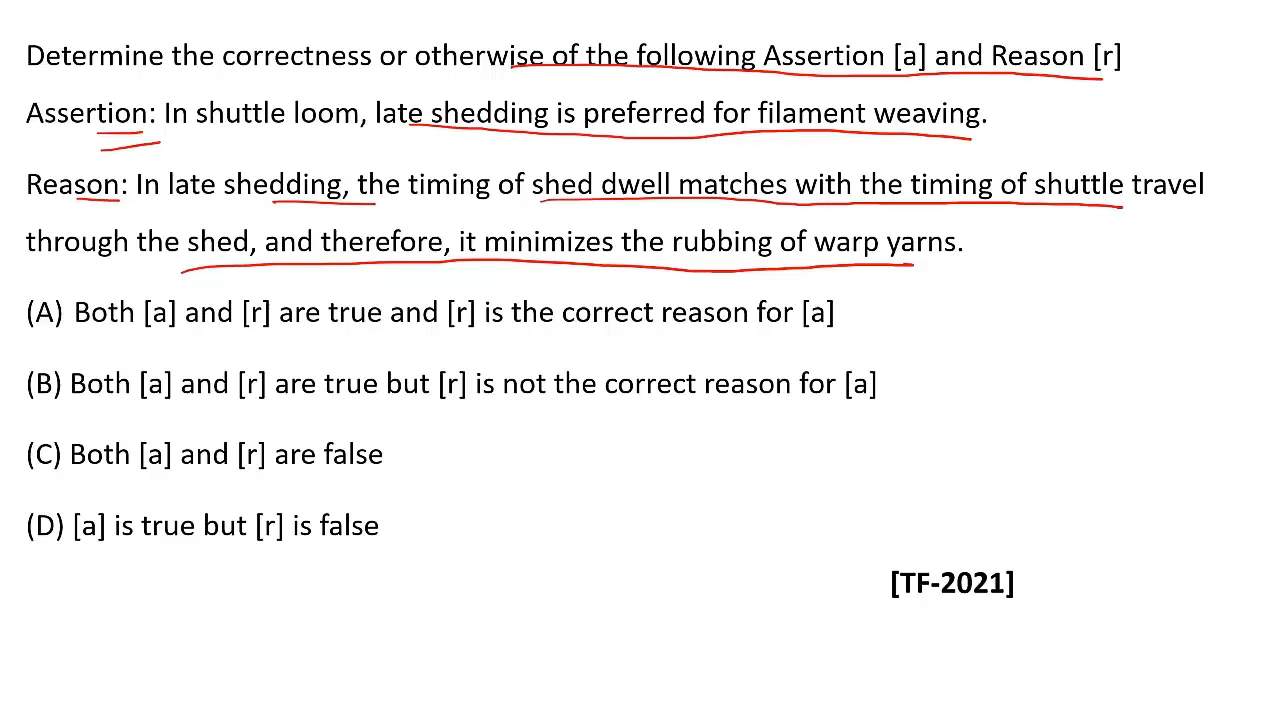 Determine the correctness or otherwise of the following Assertion [a] and Reason [r]
Assertion: In shuttle loom, late shedding is preferred for filament weaving.
Reason: In late shedding, the timing of shed dwell matches with the timing of shuttle travel
through the shed, and therefore, it minimizes the rubbing of warp yarns.
(A) Both [a] and [r] are true and [r] is the correct reason for [a]
(B) Both [a] and [r] are true but [r] is not the correct reason for [a]
(C) Both [a] and [r] are false
(D) [a] is true but [r] is false
[TF-2021]